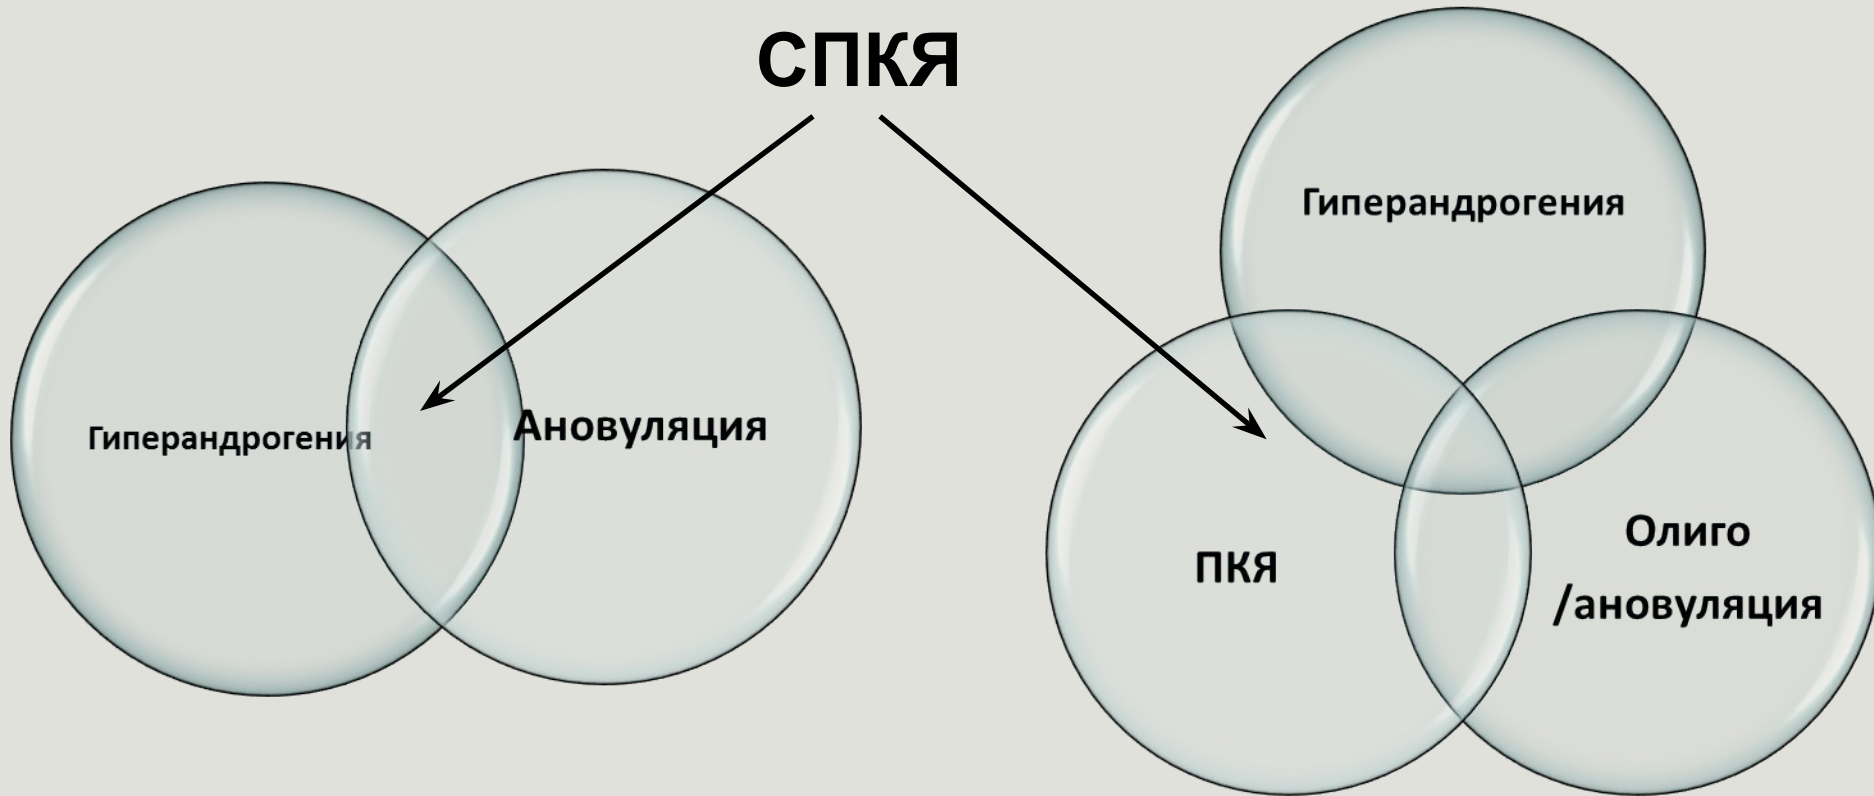 СПКЯ
Гиперандрогения
Ановуляция
Гиперандрогения
ПКЯ
Олиго
/ановуляция